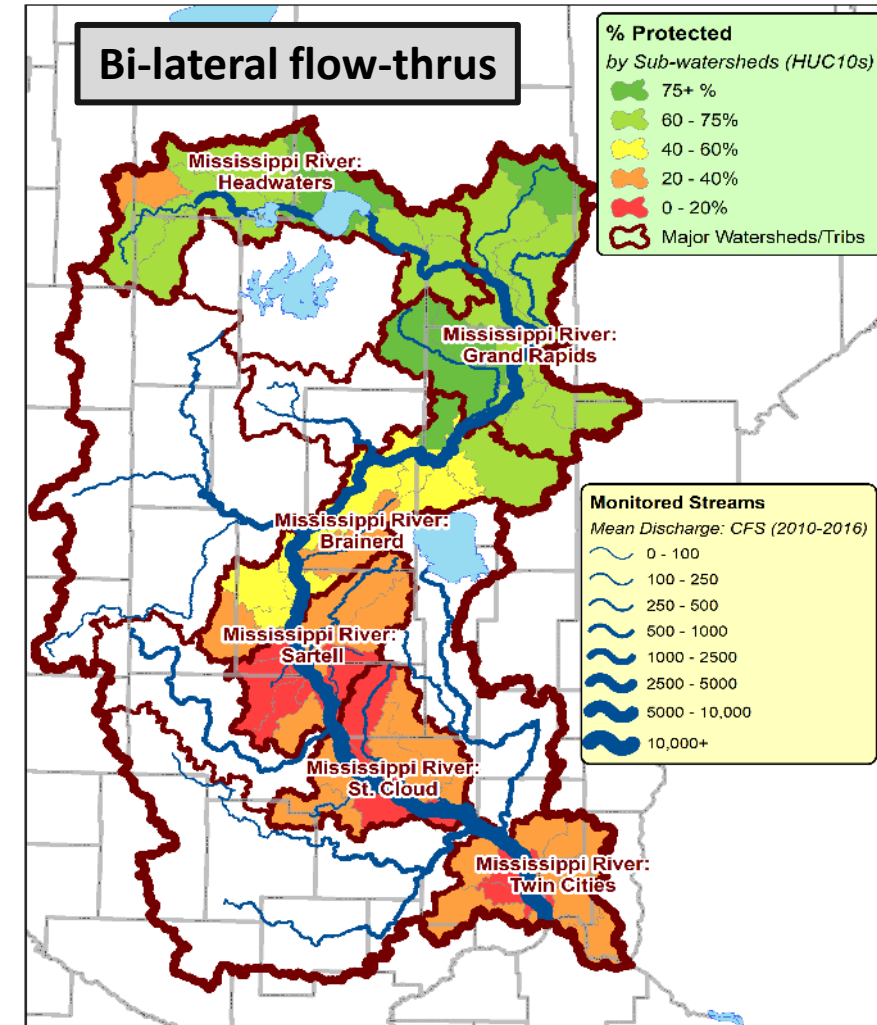 Bi-lateral flow-thrus
% Protected
by Sub-watersheds (HUC10s)
75+ %
60 - 75%
40 - 60%
20 - 40%
0 - 20%
Major Watersheds/Tribs
Mississippi River:
Headwaters
Mississippi River:
Grand Rapids
Monitored Streams
Mean Discharge: CFS (2010-2016)
0 - 100
100 - 250
250 - 500
500 - 1000
1000 - 2500
2500 - 5000
5000 - 10,000
10,000+
Mississippi River:
Brainerd
Mississippi River:
Sartell
Mississippi River:
St. Cloud
Mississippi River:
Twin Cities